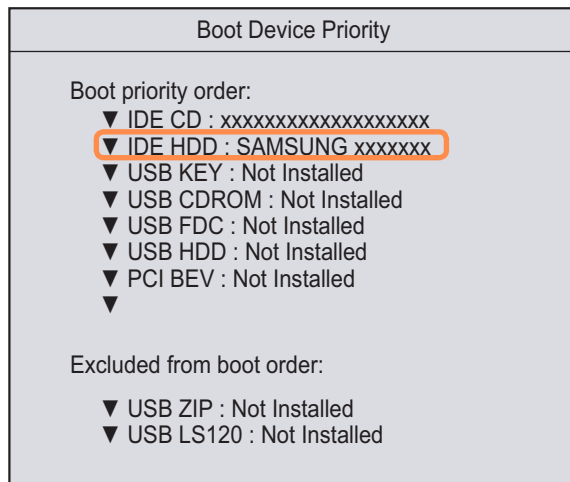 Boot Device Priority
Boot priority order:
▼ IDE CD : xxxxxxxxxxxxxxxxxxx
▼ IDE HDD : SAMSUNG xxxxxxx
▼ USB KEY : Not Installed
▼ USB CDROM : Not Installed
▼ USB FDC : Not Installed
▼ USB HDD : Not Installed
▼ PCI BEV : Not Installed
▼
Excluded from boot order:
▼ USB ZIP : Not Installed
▼ USB LS120 : Not Installed